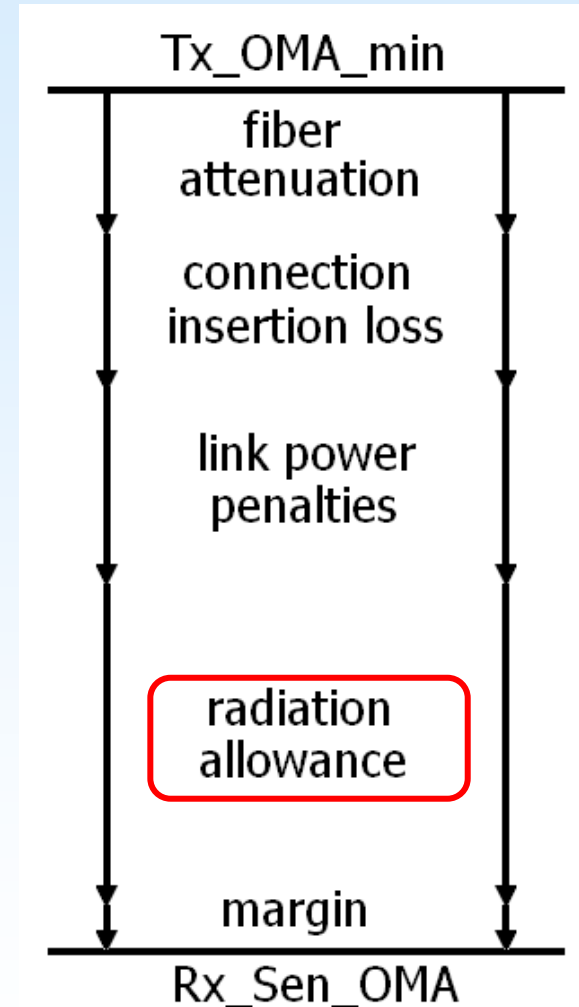 Tx_OMA_min
fiber
attenuation
connection
insertion loss
link power
penalties
radiation
allowance
margin
Rx_Sen_OMA